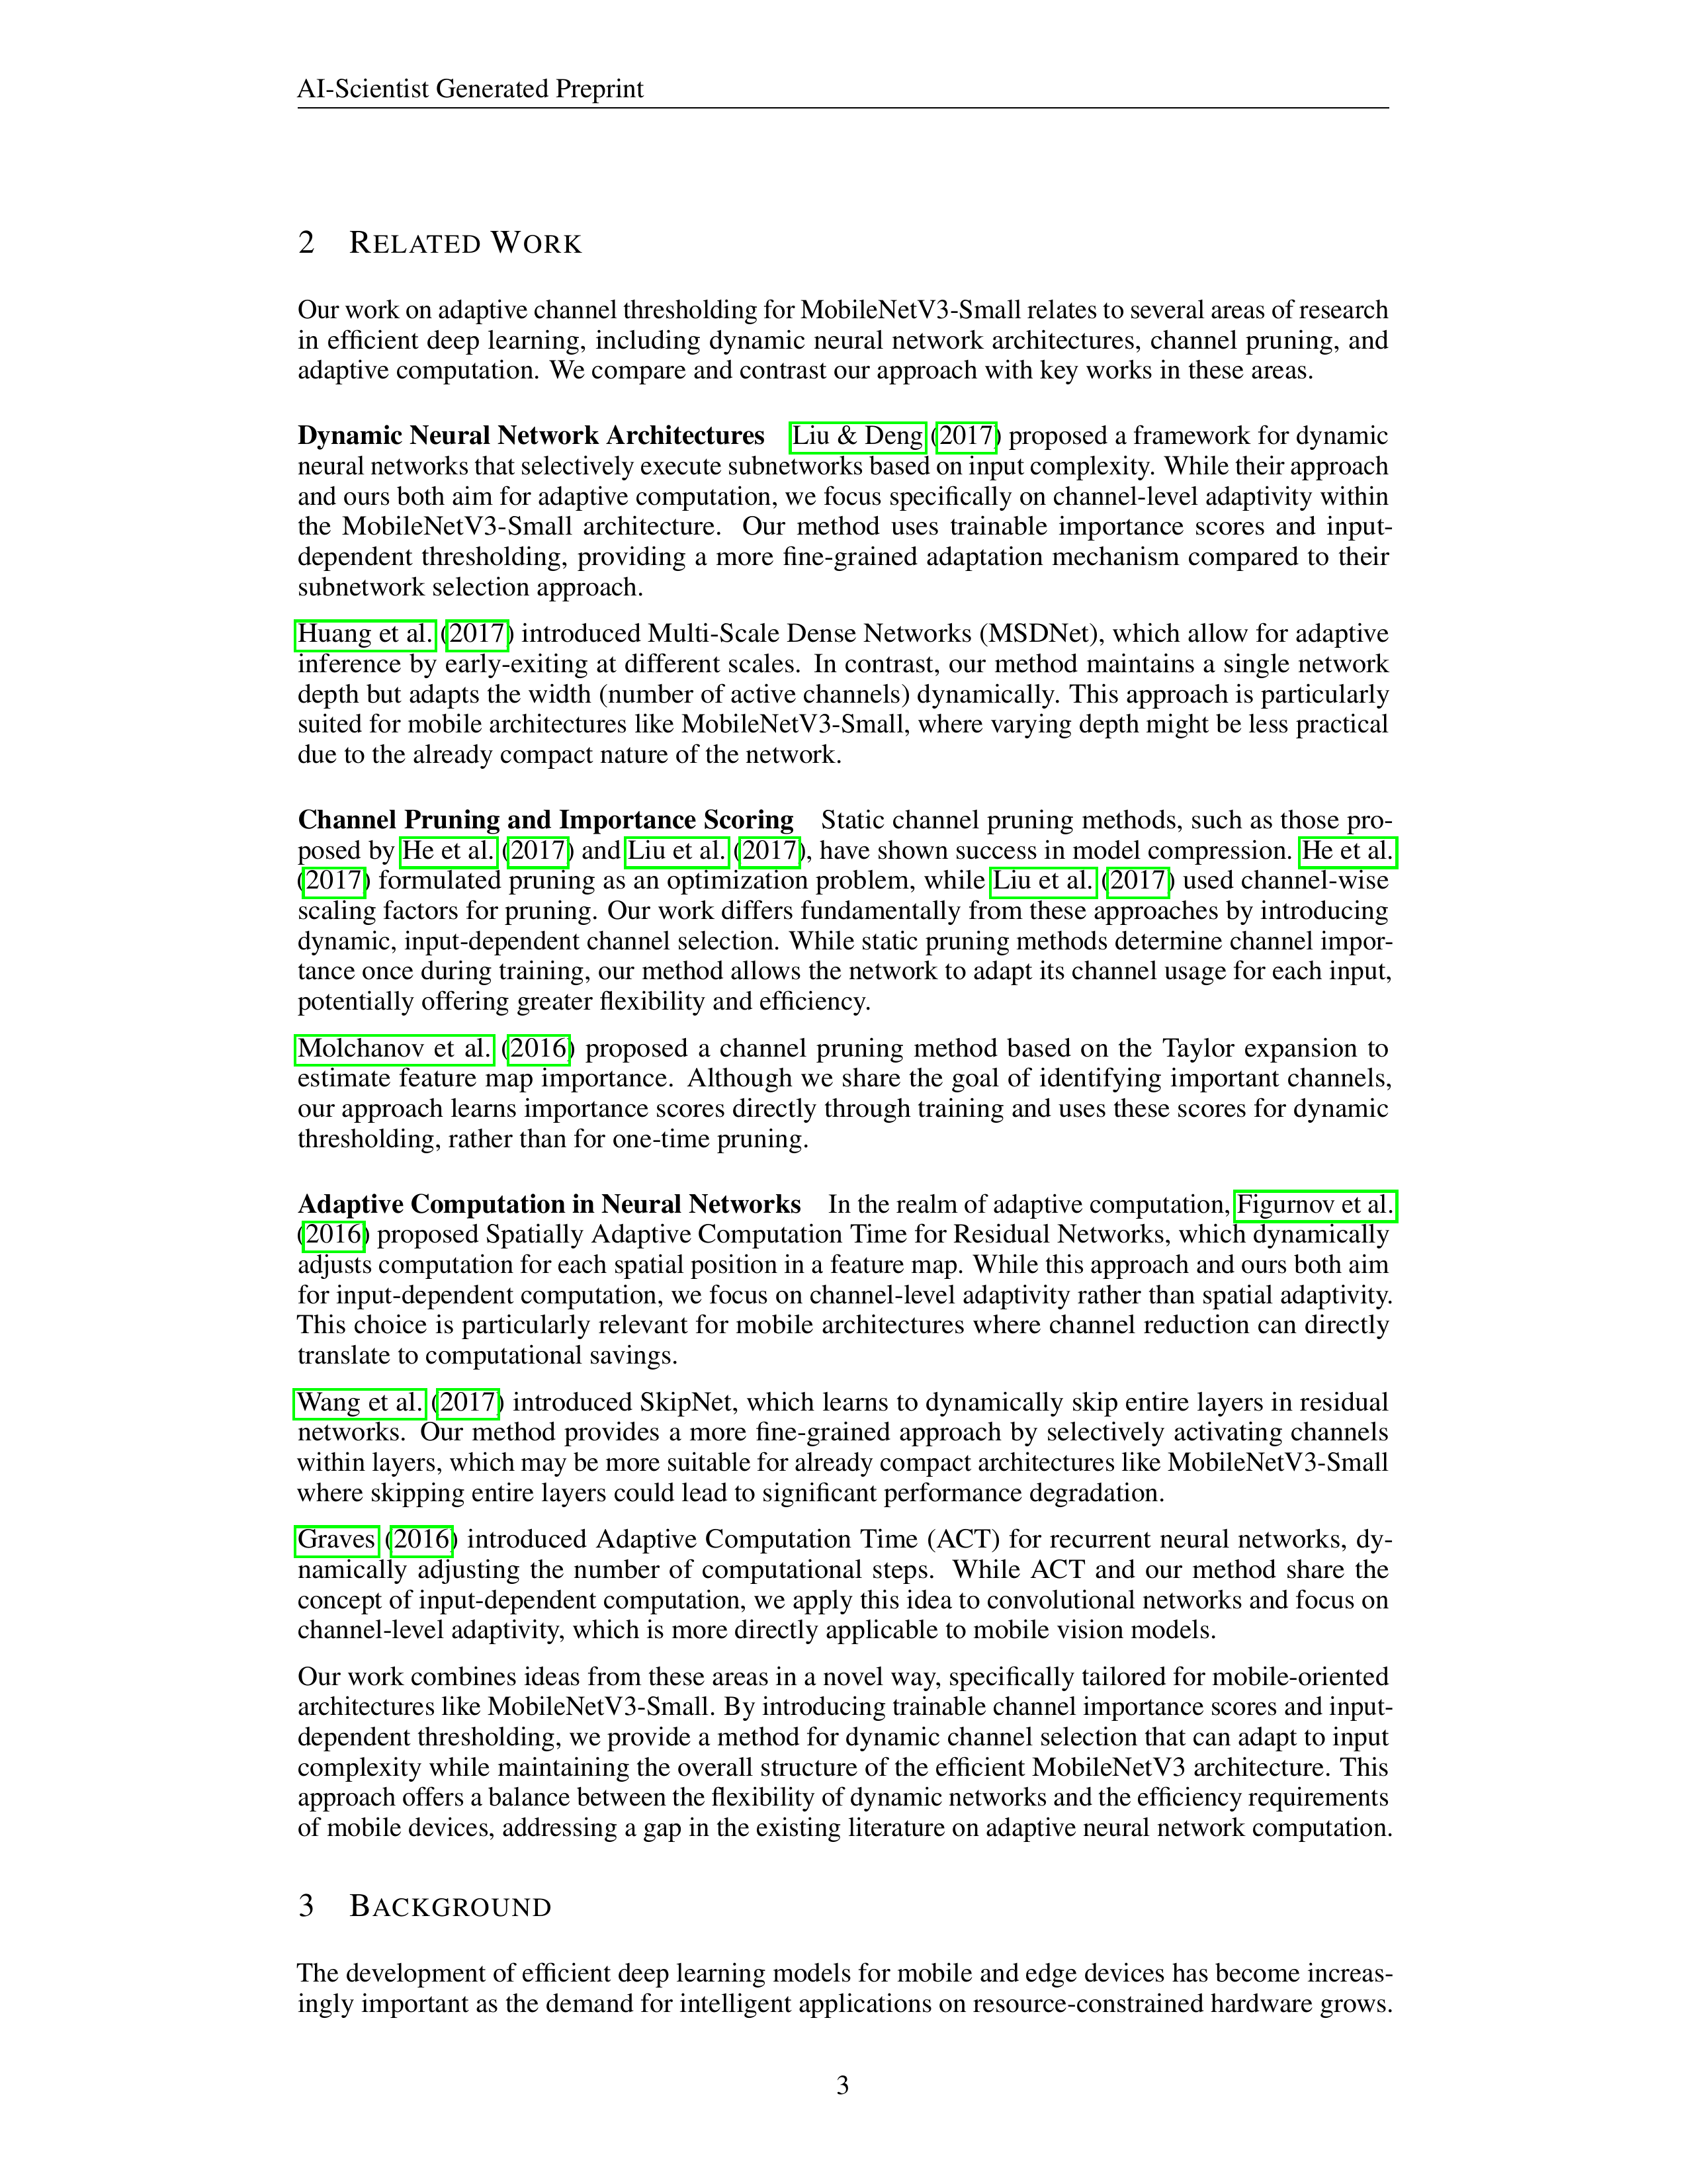 AI-Scientist Generated Preprint
2 RELATED WORK
Our work on adaptive channel thresholding for MobileNetV3-Small relates to several areas of research
in efficient deep learning, including dynamic neural network architectures, channel pruning, and
adaptive computation. We compare and contrast our approach with key works in these areas.
Dynamic Neural Network Architectures Liu & Deng (2017) proposed a framework for dynamic
neural networks that selectively execute subnetworks based on input complexity. While their approach
and ours both aim for adaptive computation, we focus specifically on channel-level adaptivity within
the MobileNetV3-Small architecture. Our method uses trainable importance scores and input-
dependent thresholding, providing a more fine-grained adaptation mechanism compared to their
subnetwork selection approach.
Huang et al. (2017) introduced Multi-Scale Dense Networks (MSDNet), which allow for adaptive
inference by early-exiting at different scales. In contrast, our method maintains a single network
depth but adapts the width (number of active channels) dynamically. This approach is particularly
suited for mobile architectures like MobileNetV3-Small, where varying depth might be less practical
due to the already compact nature of the network.
Channel Pruning and Importance Scoring Static channel pruning methods, such as those pro-
posed by He et al. (2017) and Liu et al. (2017), have shown success in model compression. He et al.
(2017) formulated pruning as an optimization problem, while Liu et al. (2017) used channel-wise
scaling factors for pruning. Our work differs fundamentally from these approaches by introducing
dynamic, input-dependent channel selection. While static pruning methods determine channel impor-
tance once during training, our method allows the network to adapt its channel usage for each input,
potentially offering greater flexibility and efficiency.
Molchanov et al. (2016) proposed a channel pruning method based on the Taylor expansion to
estimate feature map importance. Although we share the goal of identifying important channels,
our approach learns importance scores directly through training and uses these scores for dynamic
thresholding, rather than for one-time pruning.
Adaptive Computation in Neural Networks In the realm of adaptive computation, Figurnov et al.
(2016) proposed Spatially Adaptive Computation Time for Residual Networks, which dynamically
adjusts computation for each spatial position in a feature map. While this approach and ours both aim
for input-dependent computation, we focus on channel-level adaptivity rather than spatial adaptivity.
This choice is particularly relevant for mobile architectures where channel reduction can directly
translate to computational savings.
Wang et al. (2017) introduced SkipNet, which learns to dynamically skip entire layers in residual
networks. Our method provides a more fine-grained approach by selectively activating channels
within layers, which may be more suitable for already compact architectures like MobileNetV3-Small
where skipping entire layers could lead to significant performance degradation.
Graves (2016) introduced Adaptive Computation Time (ACT) for recurrent neural networks, dy-
namically adjusting the number of computational steps. While ACT and our method share the
concept of input-dependent computation, we apply this idea to convolutional networks and focus on
channel-level adaptivity, which is more directly applicable to mobile vision models.
Our work combines ideas from these areas in a novel way, specifically tailored for mobile-oriented
architectures like MobileNetV3-Small. By introducing trainable channel importance scores and input-
dependent thresholding, we provide a method for dynamic channel selection that can adapt to input
complexity while maintaining the overall structure of the efficient MobileNetV3 architecture. This
approach offers a balance between the flexibility of dynamic networks and the efficiency requirements
of mobile devices, addressing a gap in the existing literature on adaptive neural network computation.
3 BACKGROUND
The development of efficient deep learning models for mobile and edge devices has become increas-
ingly important as the demand for intelligent applications on resource-constrained hardware grows.
3